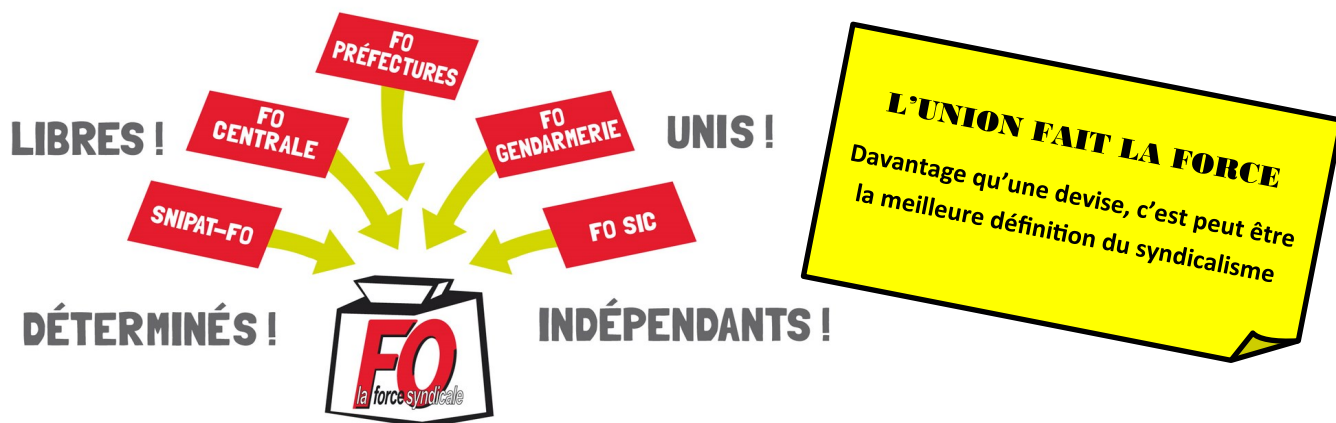 FO
PRÉFECTURES
FO
CENTRALE
FO
GENDARMERIE
LIBRES !
UNIS !
SNIPAT-FO
FO SIC
DÉTERMINÉS !
INDÉPENDANTS !
FO
la force syndicale
L'UNION FAIT LA FORCE
Davantage qu'une devise, c'est peut être
la meilleure définition du syndicalisme